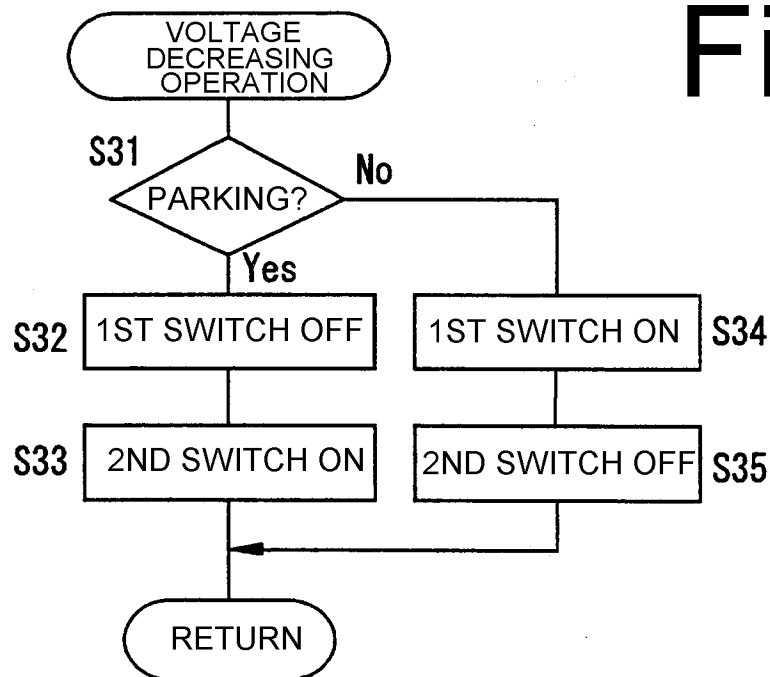 VOLTAGE
DECREASING
OPERATION
Fi
S31
PARKING?
No
Yes
S32
1ST SWITCH OFF
1ST SWITCH ON
S34
S33
2ND SWITCH ON
2ND SWITCH OFF
S35
RETURN